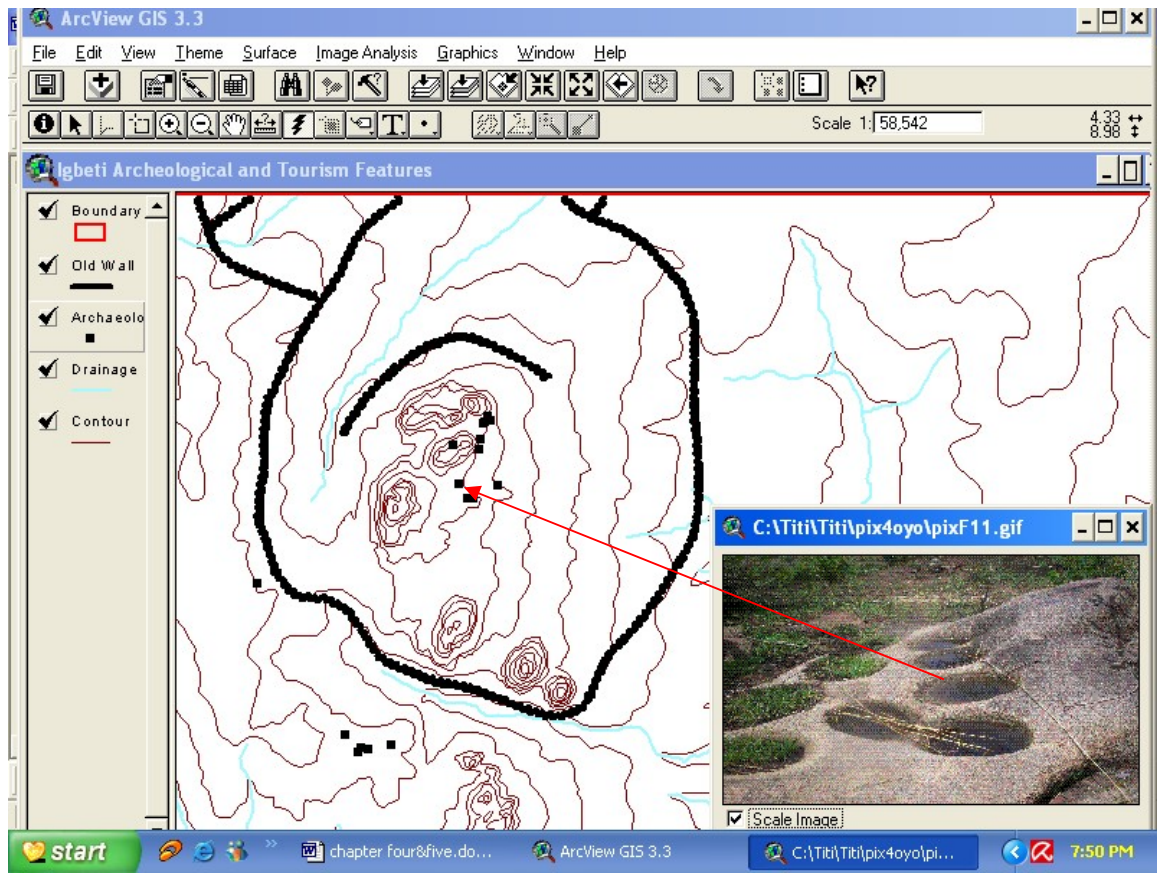 ArcView GIS 3.3
File Edit View Theme Surface Image Analysis Graphics Window Help
Scale 1: 58,542
4.33
8.98
Igbeti Archeological and Tourism Features
Boundary
Old Wall
Archaeolo
Drainage
Contour
C:\Titi\Titi\pix4oyo\pixF11.gif
Scale Image
start
chapter four&five.do...
ArcView GIS 3.3
C:\Titi\Titi\pix4oyo\pi...
7:50 PM